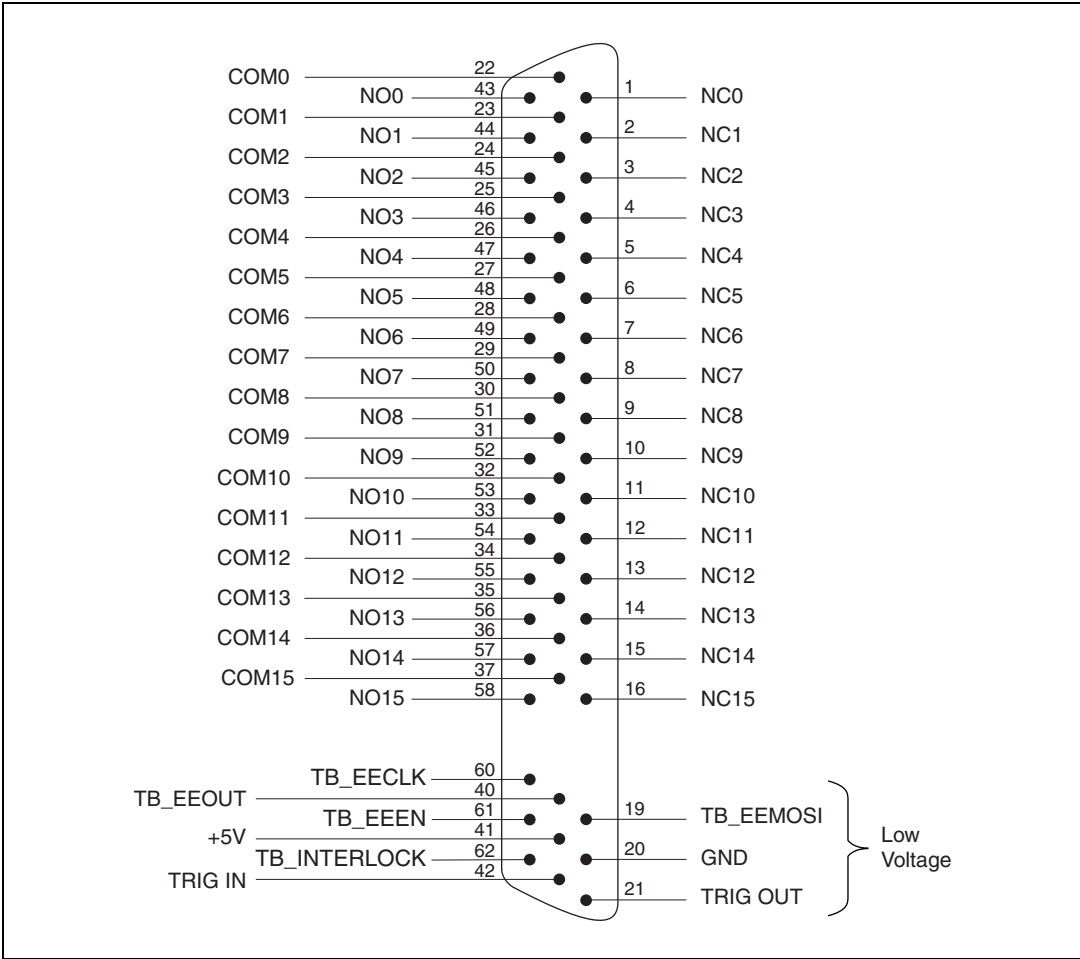 COM0 22
NO0 43 1 NC0
COM1 23
NO1 44 2 NC1
COM2 24
NO2 45 3 NC2
COM3 25
NO3 46 4 NC3
COM4 26
NO4 47 5 NC4
COM5 27
NO5 48 6 NC5
COM6 28
NO6 49 7 NC6
COM7 29
NO7 50 8 NC7
COM8 30
NO8 51 9 NC8
COM9 31
NO9 52 10 NC9
COM10 32
NO10 53 11 NC10
COM11 33
NO11 54 12 NC11
COM12 34
NO12 55 13 NC12
COM13 35
NO13 56 14 NC13
COM14 36
NO14 57 15 NC14
COM15 37
NO15 58 16 NC15
TB_EECLK 60
TB_EEOUT 40
TB_EEEN 61 19 TB_EEMOSI
+5V 41
TB_INTERLOCK 62 20 GND
TRIG IN 42
21 TRIG OUT
Low
Voltage